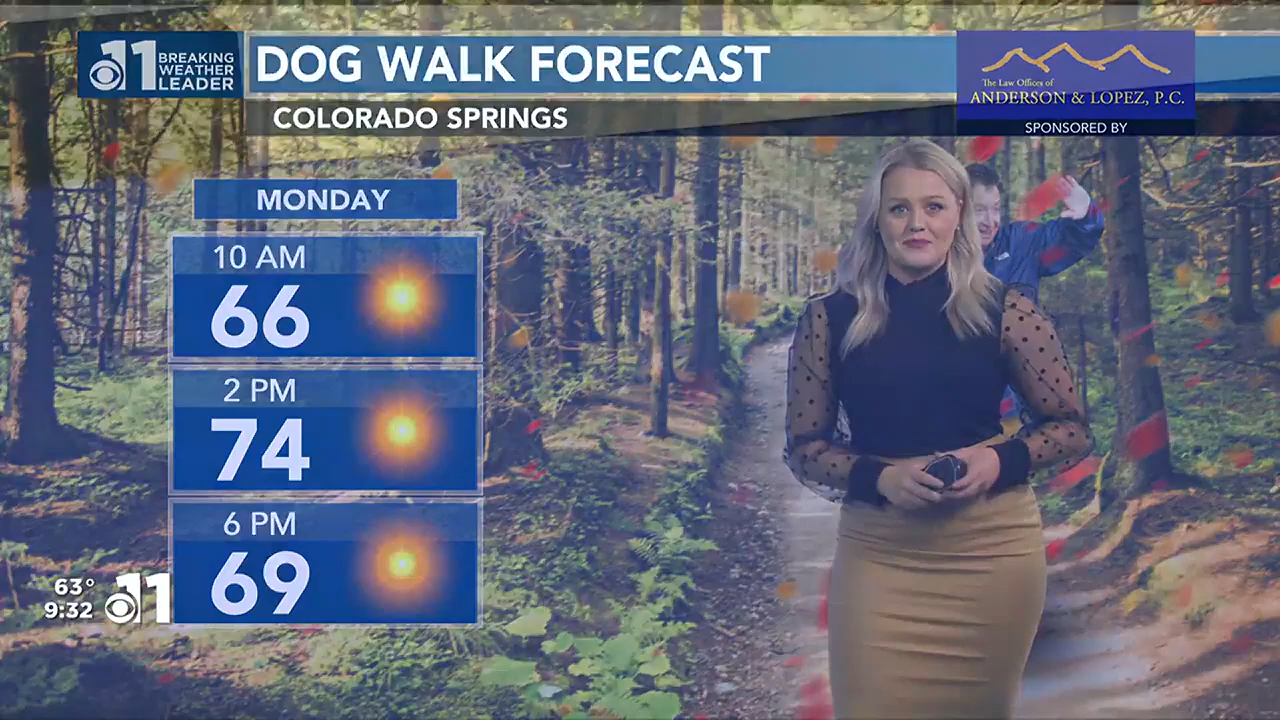 11 BREAKING
WEATHER
LEADER
DOG WALK FORECAST
COLORADO SPRINGS
The Law Offices of
ANDERSON & LOPEZ, P.C.
SPONSORED BY
MONDAY
10 AM
66
2 PM
74
6 PM
69
63°
9:32
11